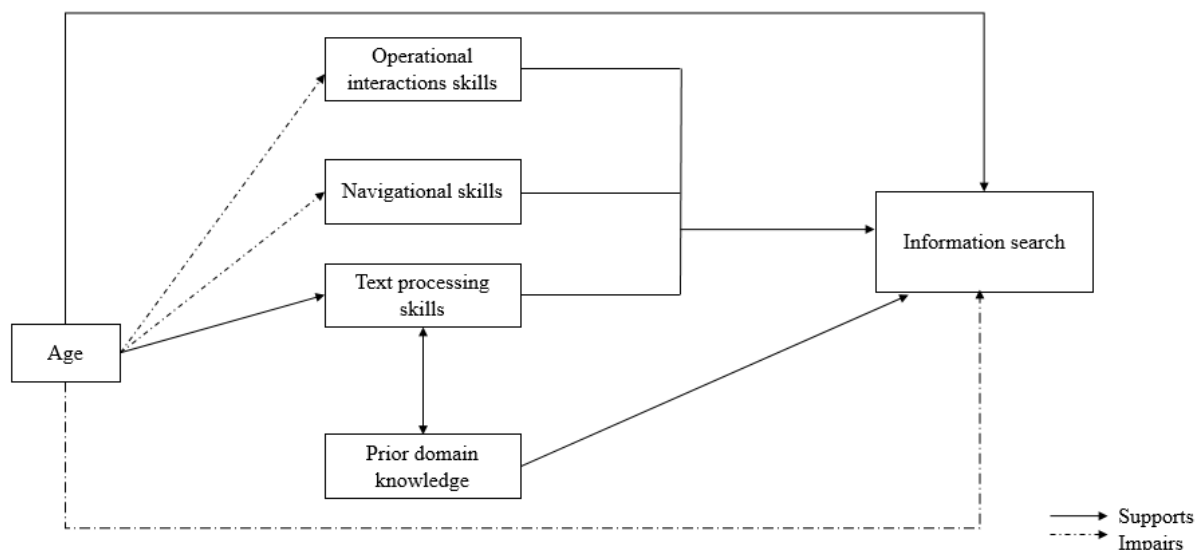 Operational
interactions skills
Navigational skills
Information search
Text processing
skills
Age
Prior domain
knowledge
Supports
Impairs